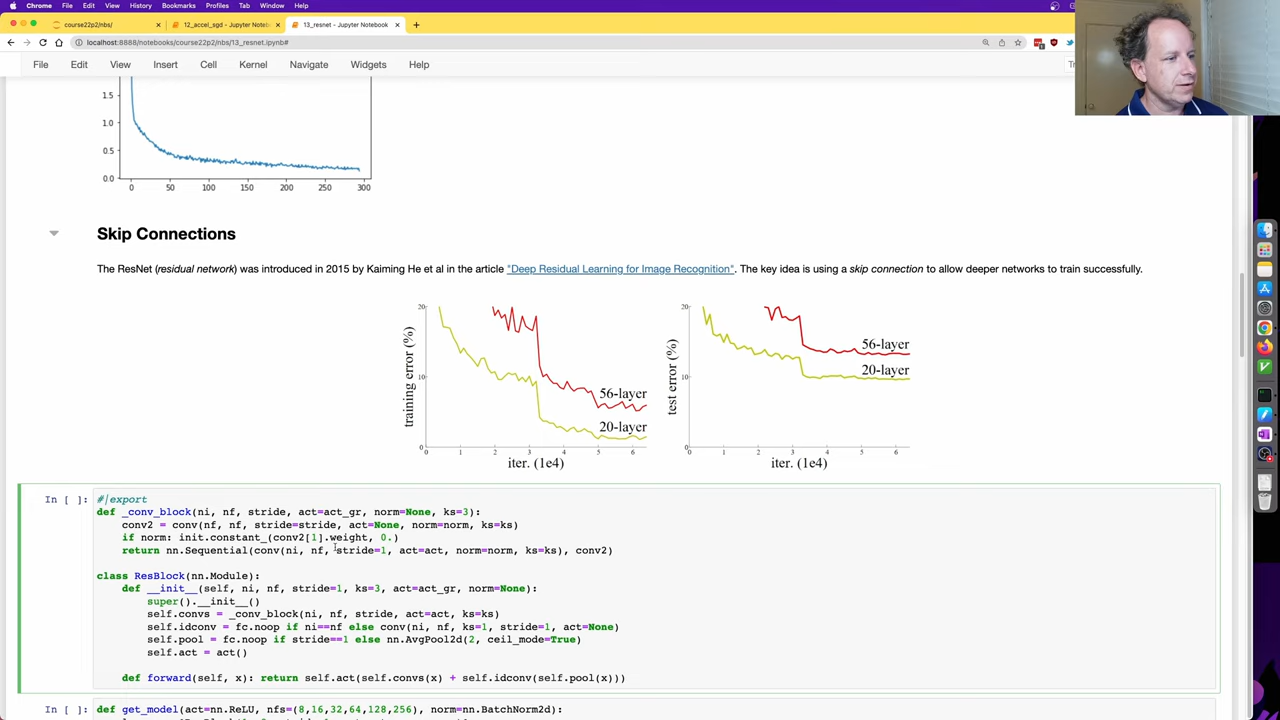 Chrome File Edit View History Bookmarks Profiles Tab Window Help
course22p2/nbs/
12_accel_sgd - Jupyter Noteb
13_resnet - Jupyter Notebook
localhost:8888/notebooks/course22p2/nbs/13_resnet.ipynb#
File Edit View Insert Cell Kernel Navigate Widgets Help
1.5
1.0
0.5
0.0
0 50 100 150 200 250 300
Skip Connections
The ResNet (residual network) was introduced in 2015 by Kaiming He et al in the article "Deep Residual Learning for Image Recognition". The key idea is using a skip connection to allow deeper networks to train successfully.
20
10
0
training error (%)
56-layer
20-layer
0 1 2 3 4 5 6
iter. (1e4)
20
10
0
test error (%)
56-layer
20-layer
0 1 2 3 4 5 6
iter. (1e4)
In [ ]:
#|export
def _conv_block(ni, nf, stride, act=act_gr, norm=None, ks=3):
conv2 = conv(nf, nf, stride=stride, act=None, norm=norm, ks=ks)
if norm: init.constant_(conv2[1].weight, 0.)
return nn.Sequential(conv(ni, nf, stride=1, act=act, norm=norm, ks=ks), conv2)
class ResBlock(nn.Module):
def __init__(self, ni, nf, stride=1, ks=3, act=act_gr, norm=None):
super().__init__()
self.convs = _conv_block(ni, nf, stride, act=act, ks=ks)
self.idconv = fc.noop if ni==nf else conv(ni, nf, ks=1, stride=1, act=None)
self.pool = fc.noop if stride==1 else nn.AvgPool2d(2, ceil_mode=True)
self.act = act()
def forward(self, x): return self.act(self.convs(x) + self.idconv(self.pool(x)))
In [ ]:
def get_model(act=nn.ReLU, nfs=(8,16,32,64,128,256), norm=nn.BatchNorm2d):